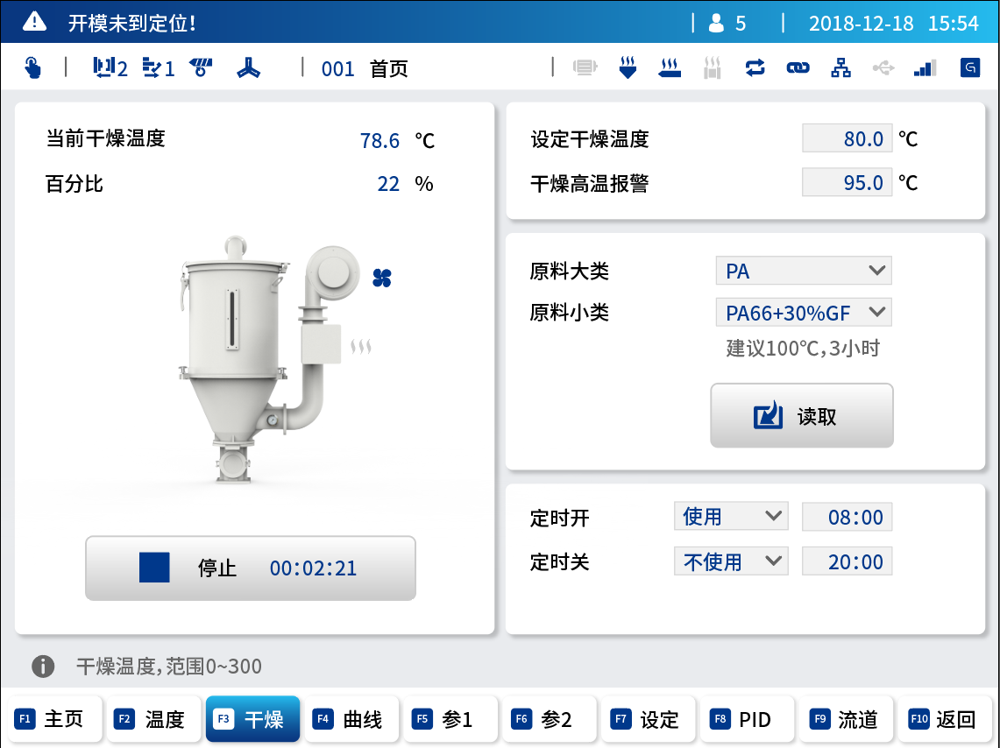 开模未到定位!
5
2018-12-18 15:54
2
1
001 首页
当前干燥温度 78.6 ℃
百分比 22 %
设定干燥温度 80.0 ℃
干燥高温报警 95.0 ℃
原料大类 PA
原料小类 PA66+30%GF
建议100℃,3小时
读取
定时开 使用 08:00
定时关 不使用 20:00
停止 00:02:21
干燥温度,范围0~300
F1 主页 F2 温度 F3 干燥 F4 曲线 F5 参1 F6 参2 F7 设定 F8 PID F9 流道 F10 返回